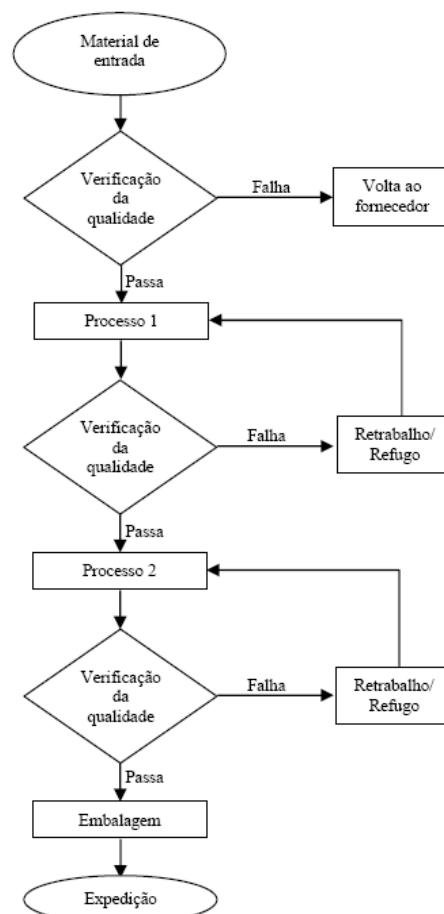 Material de
entrada
Verificação
da
qualidade
Falha
Volta ao
fornecedor
Passa
Processo 1
Verificação
da
qualidade
Falha
Retrabalho/
Refugo
Passa
Processo 2
Verificação
da
qualidade
Falha
Retrabalho/
Refugo
Passa
Embalagem
Expedição